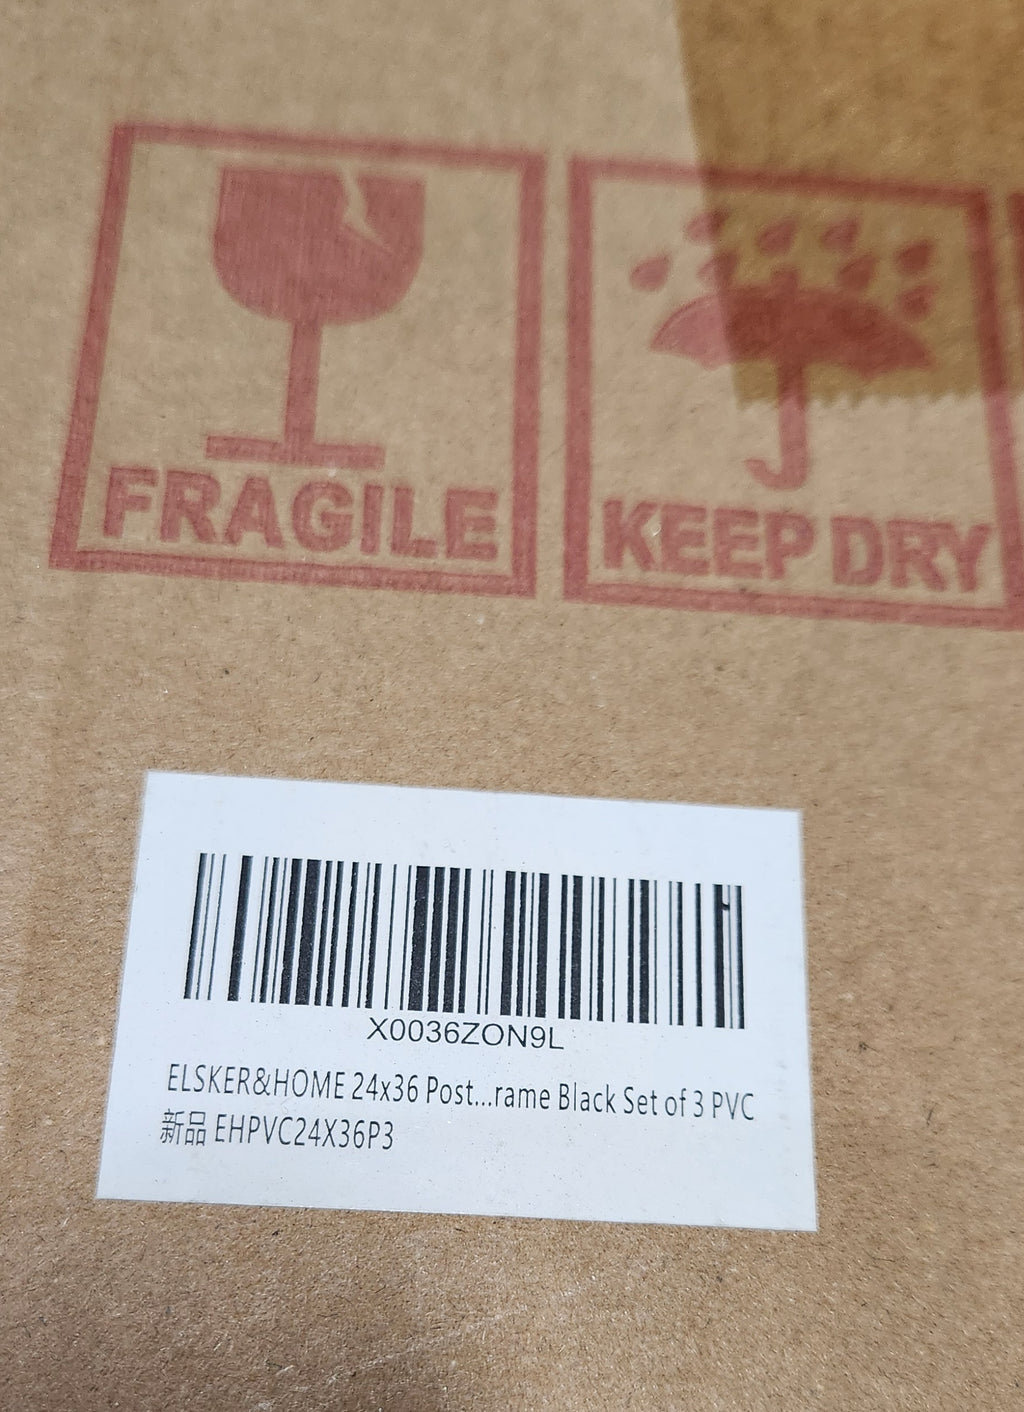 FRAGILE
KEEP DRY
X0036ZON9L
ELSKER&HOME 24x36 Post...rame Black Set of 3 PVC
新品 EHPVC24X36P3